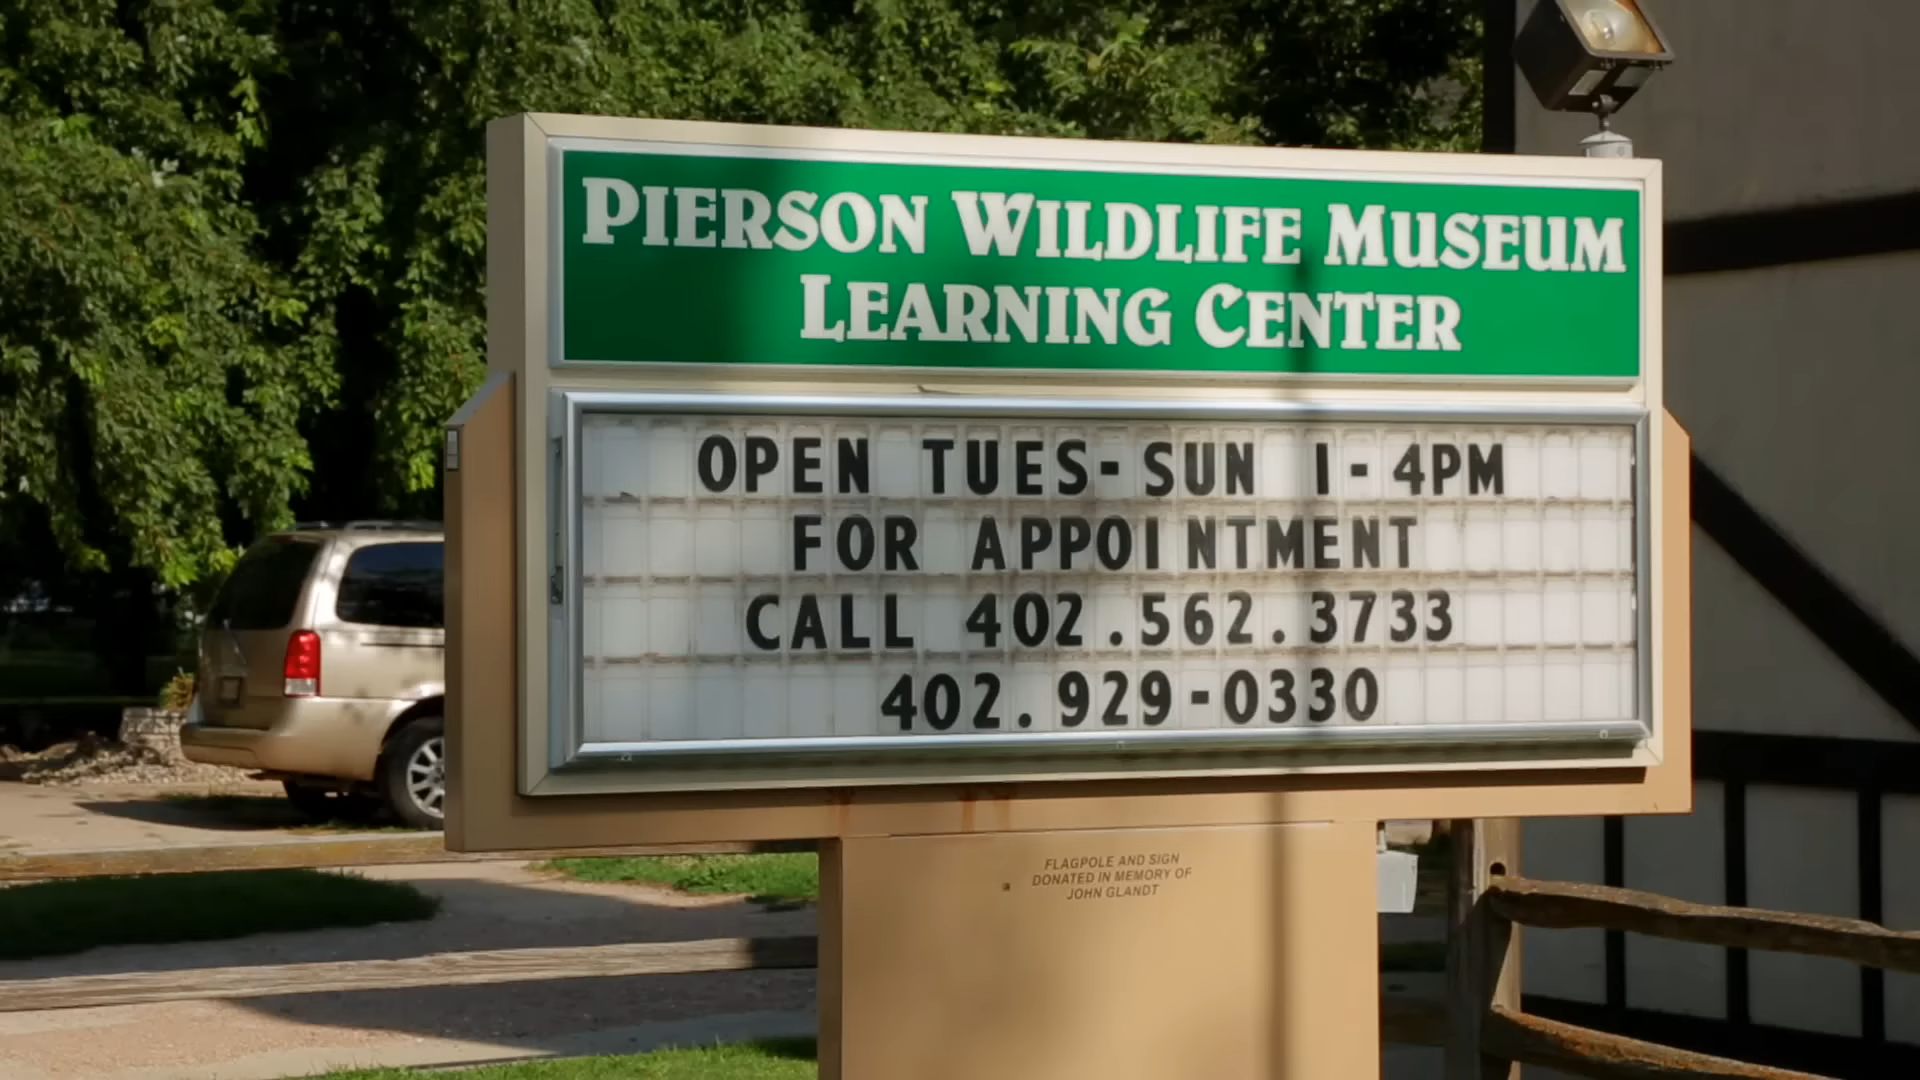 PIERSON WILDLIFE MUSEUM
LEARNING CENTER
OPEN TUES-SUN 1-4PM
FOR APPOINTMENT
CALL 402.562.3733
402.929-0330
FLAGPOLE AND SIGN
DONATED IN MEMORY OF
JOHN GLANDT